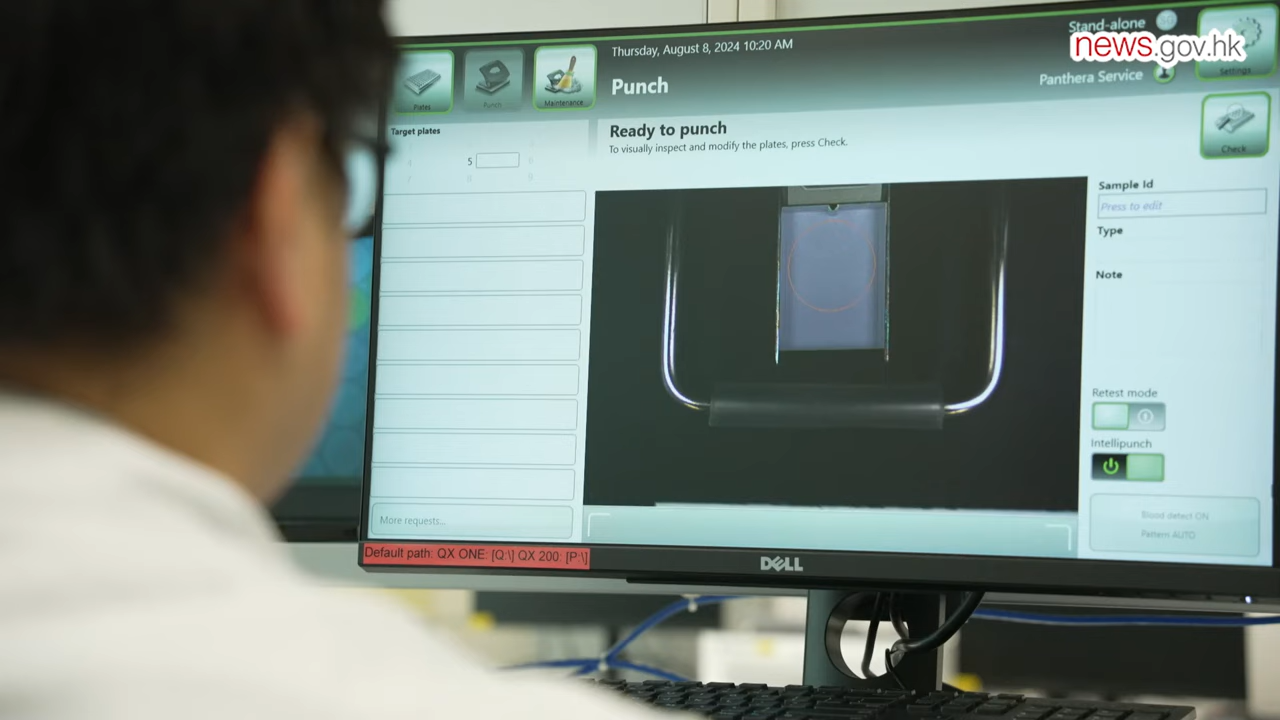 Thursday, August 8, 2024 10:20 AM
Stand-alone
news.gov.hk
Plates
Punch
Maintenance
Punch
Panthera Service
Settings
Target plates
Ready to punch
To visually inspect and modify the plates, press Check.
Check
5
Sample Id
Press to edit
Type
Note
Retest mode
Intellipunch
More requests...
Blood detect ON
Pattern AUTO
Default path: QX ONE: [Q:\] QX 200: [P:\]
DELL